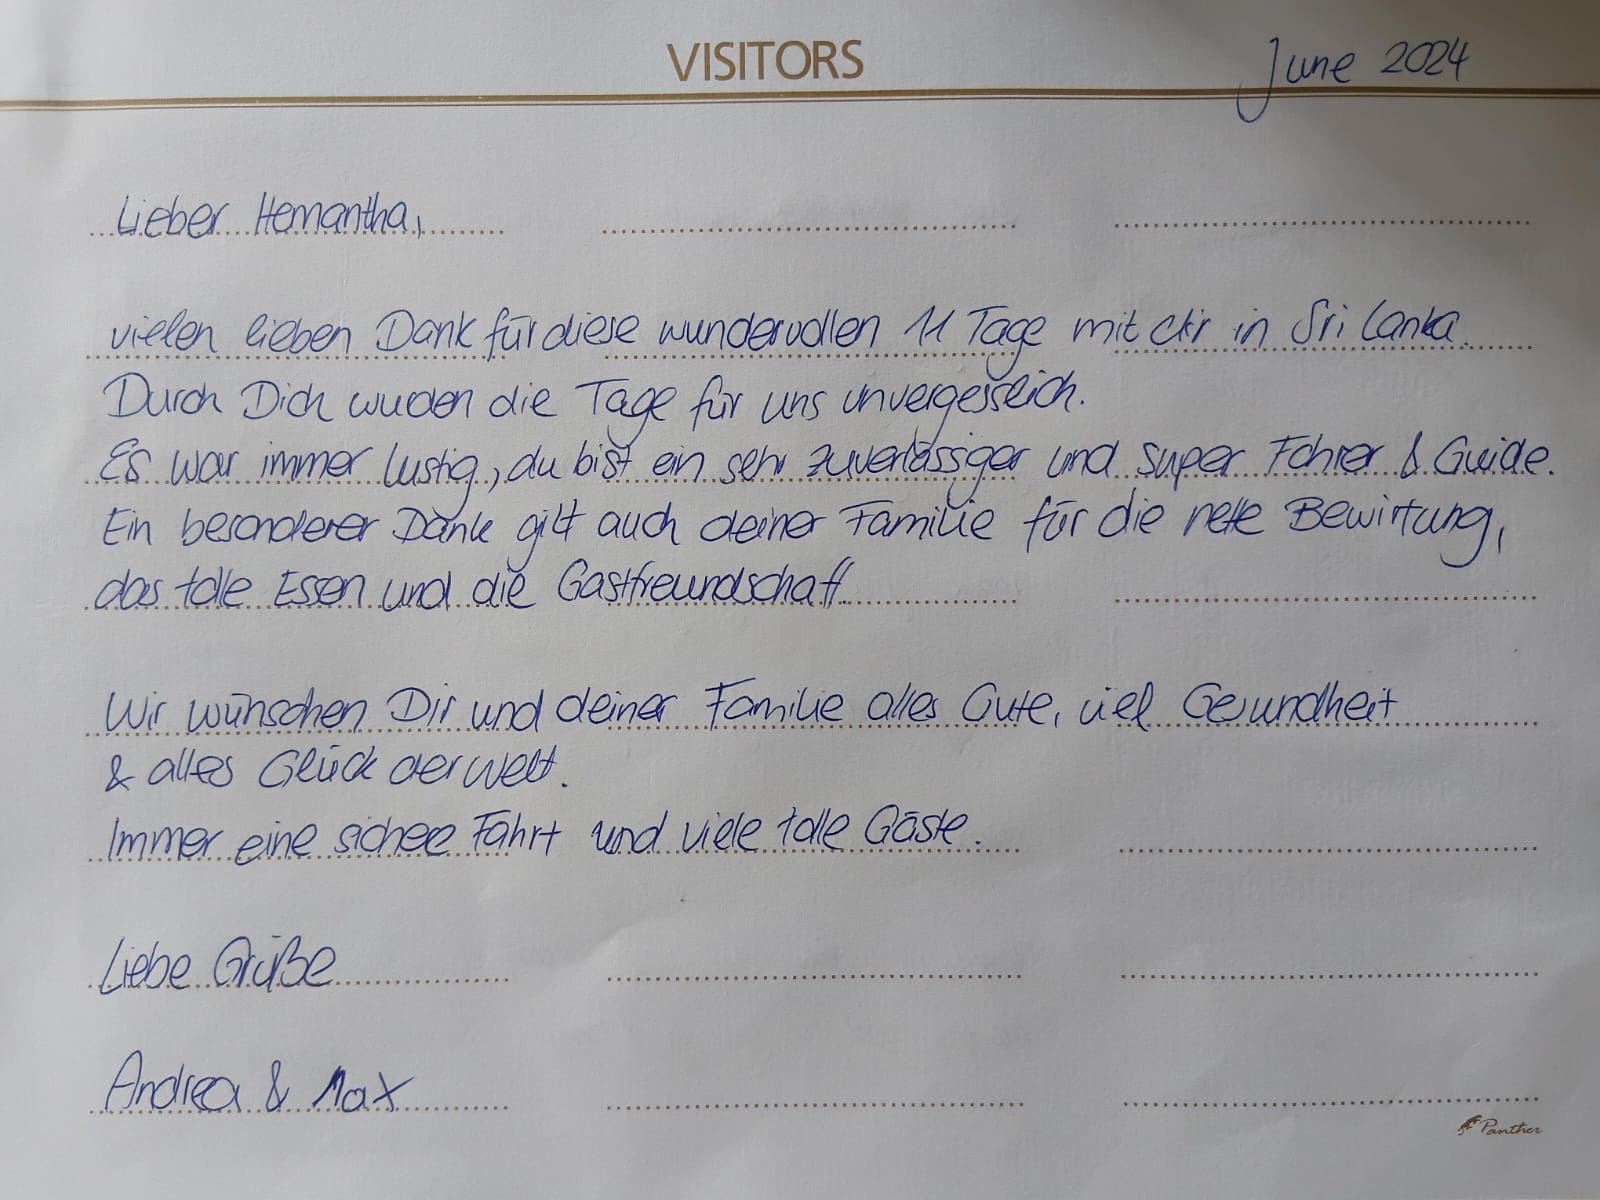 VISITORS
June 2024
Lieber Hemantha,
vielen lieben Dank für diese wundervollen 11 Tage mit dir in Sri Lanka.
Durch Dich wurden die Tage für uns unvergesslich.
Es war immer lustig, du bist ein sehr zuverlässiger und super Fahrer & Guide.
Ein besonderer Dank gilt auch deiner Familie für die nette Bewirtung,
das tolle Essen und die Gastfreundschaft.
Wir wünschen Dir und deiner Familie alles Gute, viel Gesundheit
& alles Glück der Welt.
Immer eine sichere Fahrt und viele tolle Gäste.
Liebe Grüße
Andrea & Max
Panther